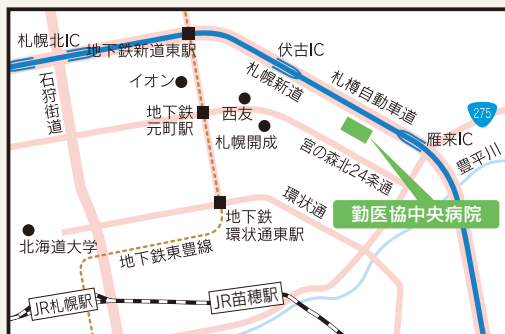 札幌北IC
地下鉄新道東駅
伏古IC
石狩街道
イオン
札幌新道
札樽自動車道
275
西友
地下鉄
元町駅
札幌開成
雁来IC
豊平川
宮の森北24条通
環状通
勤医協中央病院
地下鉄
環状通東駅
北海道大学
地下鉄東豊線
JR札幌駅
JR苗穂駅